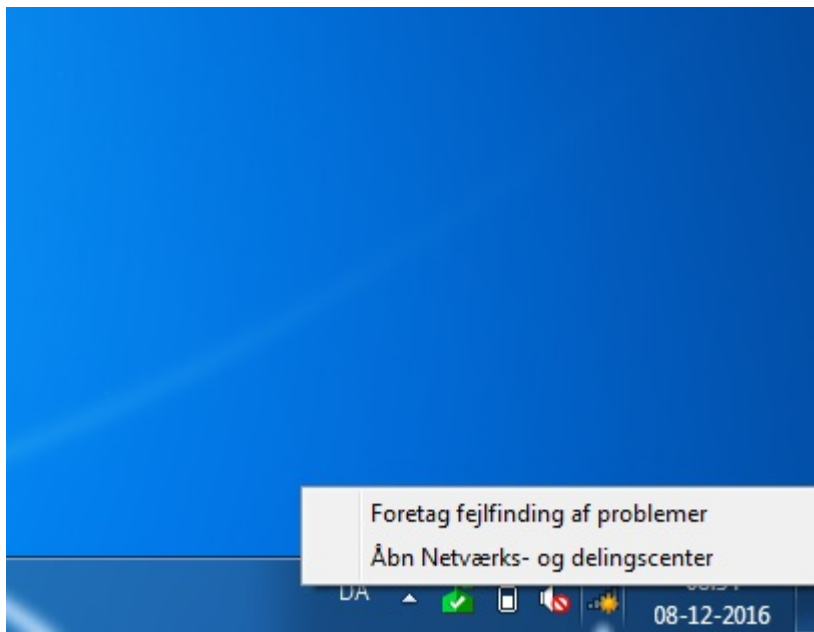 Foretag fejlfinding af problemer
Åbn Netværks- og delingscenter
DA
08-12-2016